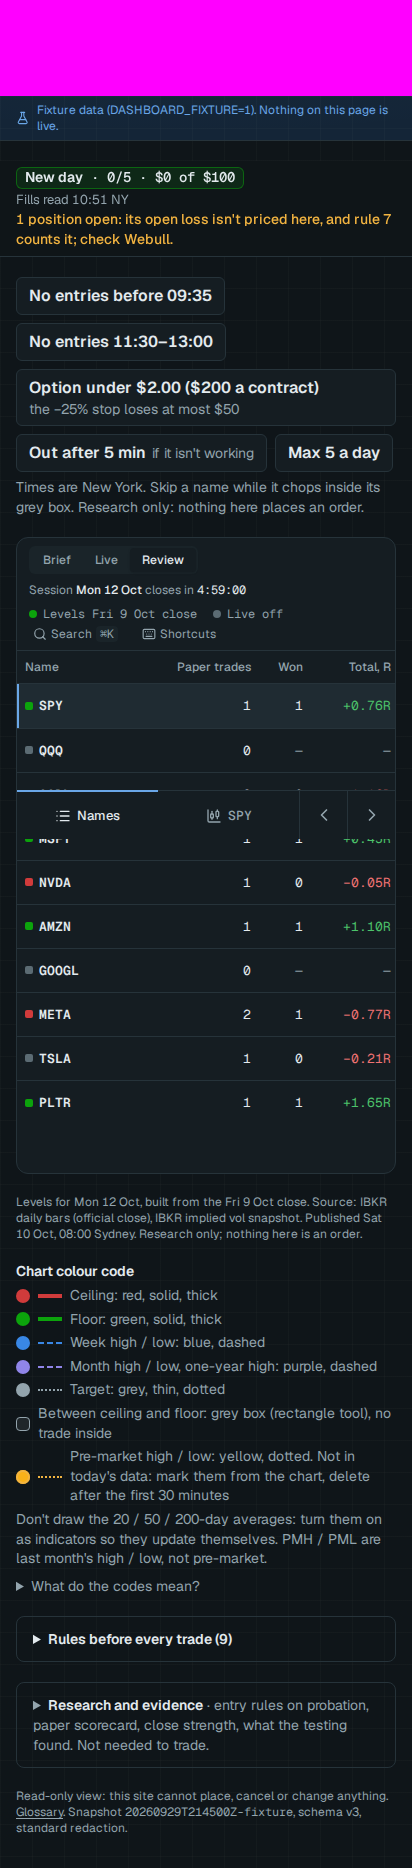 Fixture data (DASHBOARD_FIXTURE=1). Nothing on this page is
live.
New day · 0/5 · $0 of $100
Fills read 10:51 NY
1 position open: its open loss isn't priced here, and rule 7
counts it; check Webull.
No entries before 09:35
No entries 11:30–13:00
Option under $2.00 ($200 a contract)
the −25% stop loses at most $50
Out after 5 min if it isn't working
Max 5 a day
Times are New York. Skip a name while it chops inside its
grey box. Research only: nothing here places an order.
Brief Live Review
Session Mon 12 Oct closes in 4:59:00
Levels Fri 9 Oct close Live off
Search ⌘K Shortcuts
Name Paper trades Won Total, R
SPY 1 1 +0.76R
QQQ 0 – –
Names SPY
MSFT 1 1 +0.45R
NVDA 1 0 −0.05R
AMZN 1 1 +1.10R
GOOGL 0 – –
META 2 1 −0.77R
TSLA 1 0 −0.21R
PLTR 1 1 +1.65R
Levels for Mon 12 Oct, built from the Fri 9 Oct close. Source: IBKR
daily bars (official close), IBKR implied vol snapshot. Published Sat
10 Oct, 08:00 Sydney. Research only; nothing here is an order.
Chart colour code
Ceiling: red, solid, thick
Floor: green, solid, thick
Week high / low: blue, dashed
Month high / low, one-year high: purple, dashed
Target: grey, thin, dotted
Between ceiling and floor: grey box (rectangle tool), no
trade inside
Pre-market high / low: yellow, dotted. Not in
today's data: mark them from the chart, delete
after the first 30 minutes
Don't draw the 20 / 50 / 200-day averages: turn them on
as indicators so they update themselves. PMH / PML are
last month's high / low, not pre-market.
What do the codes mean?
Rules before every trade (9)
Research and evidence · entry rules on probation,
paper scorecard, close strength, what the testing
found. Not needed to trade.
Read-only view: this site cannot place, cancel or change anything.
Glossary. Snapshot 20260929T214500Z-fixture, schema v3,
standard redaction.